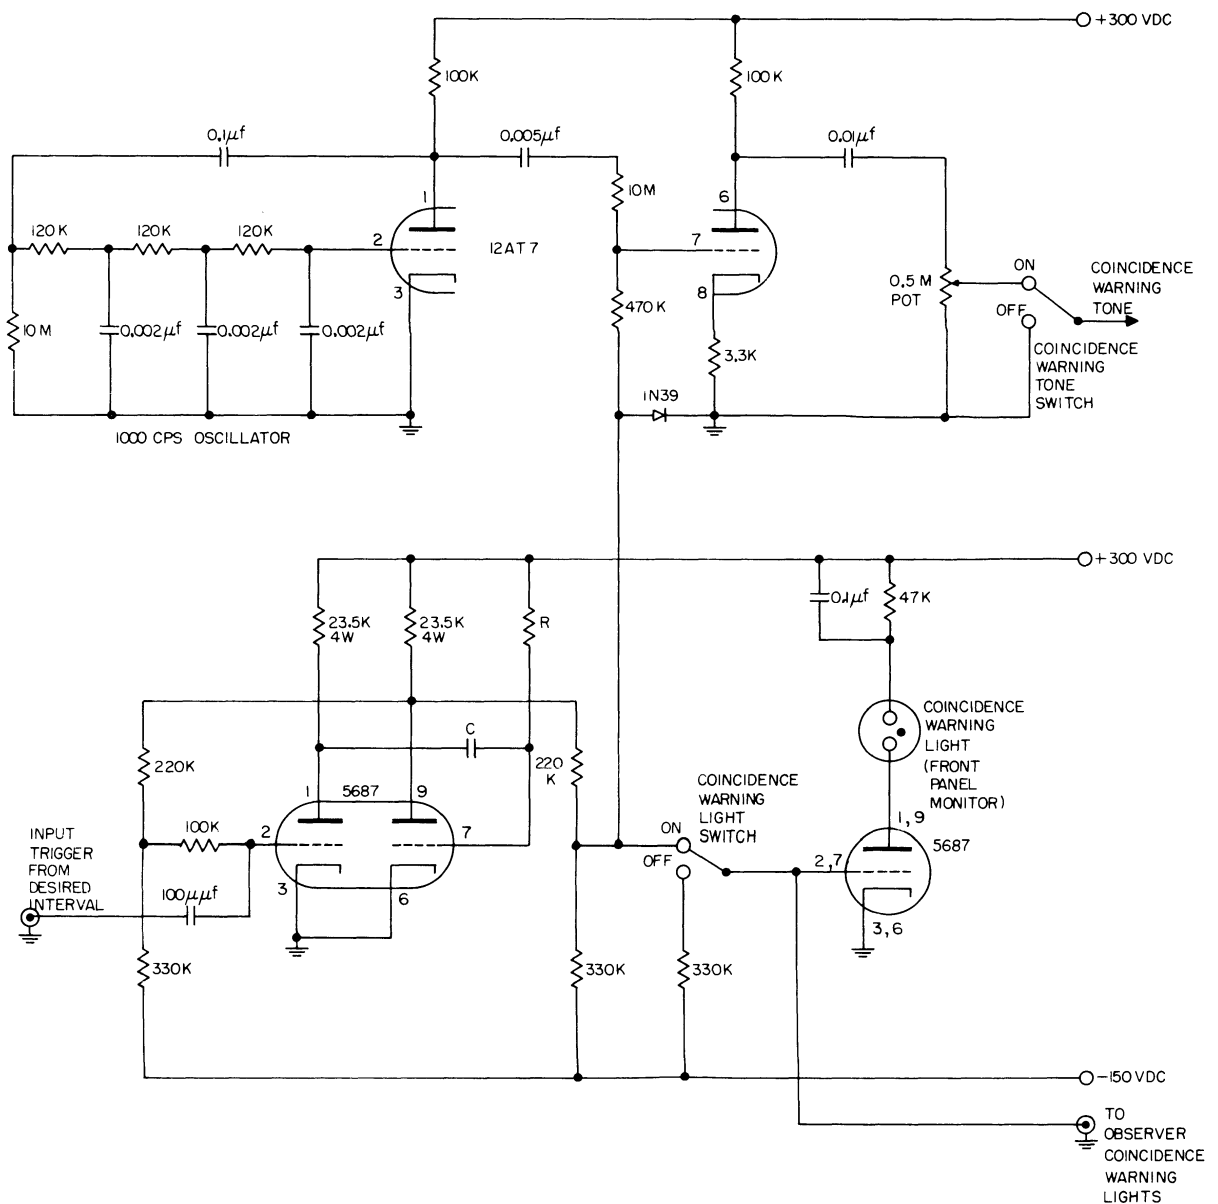 +300 VDC
100K
100K
0.1µf
0.005µf
0.01µf
1
10M
6
120K
120K
120K
2
12AT7
7
3
8
10M
0.002µf
0.002µf
0.002µf
470K
3.3K
0.5 M
POT
ON
OFF
COINCIDENCE
WARNING
TONE
COINCIDENCE
WARNING
TONE
SWITCH
1N39
1000 CPS OSCILLATOR
+300 VDC
23.5K
4W
23.5K
4W
R
0.1µf
47K
C
220K
220
K
COINCIDENCE
WARNING
LIGHT
(FRONT
PANEL
MONITOR)
1
5687
9
COINCIDENCE
WARNING
LIGHT
SWITCH
1,9
5687
INPUT
TRIGGER
FROM
DESIRED
INTERVAL
100K
2
7
ON
OFF
2,7
100µµf
3
6
3,6
330K
330K
330K
-150 VDC
TO
OBSERVER
COINCIDENCE
WARNING
LIGHTS